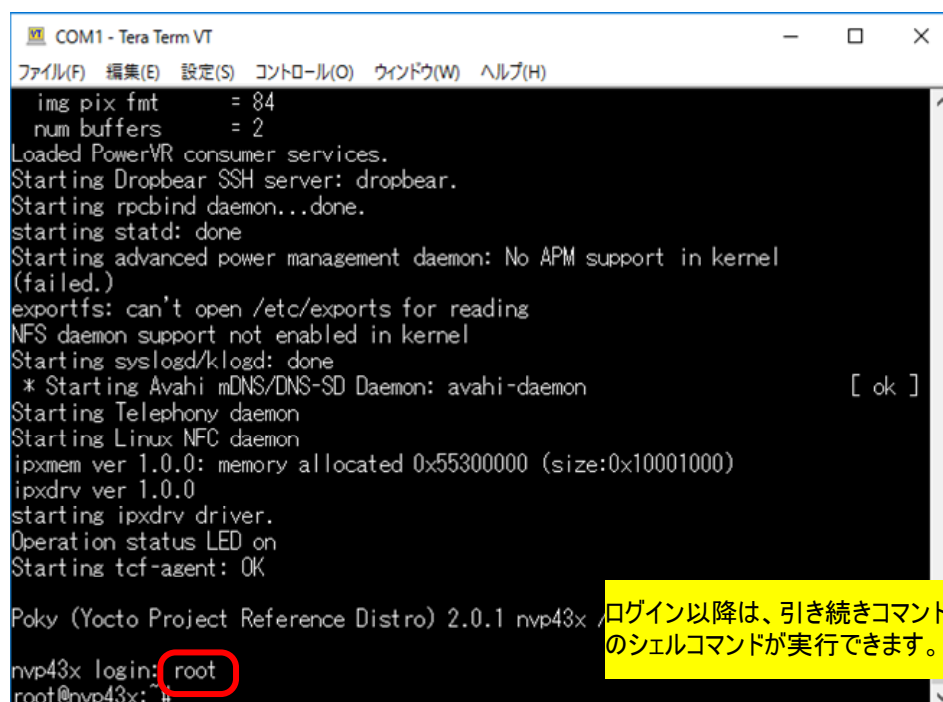 COM1 - Tera Term VT
ファイル(F) 編集(E) 設定(S) コントロール(O) ウィンドウ(W) ヘルプ(H)
img pix fmt = 84
num buffers = 2
Loaded PowerVR consumer services.
Starting Dropbear SSH server: dropbear.
Starting rpcbind daemon...done.
starting statd: done
Starting advanced power management daemon: No APM support in kernel
(failed.)
exportfs: can't open /etc/exports for reading
NFS daemon support not enabled in kernel
Starting syslogd/klogd: done
* Starting Avahi mDNS/DNS-SD Daemon: avahi-daemon [ ok ]
Starting Telephony daemon
Starting Linux NFC daemon
ipxmem ver 1.0.0: memory allocated 0x55300000 (size:0x10001000)
ipxdrv ver 1.0.0
starting ipxdrv driver.
Operation status LED on
Starting tcf-agent: OK
Poky (Yocto Project Reference Distro) 2.0.1 nvp43x /
ログイン以降は、引き続きコマンド
のシェルコマンドが実行できます。
nvp43x login: root
root@nvp43x:~#